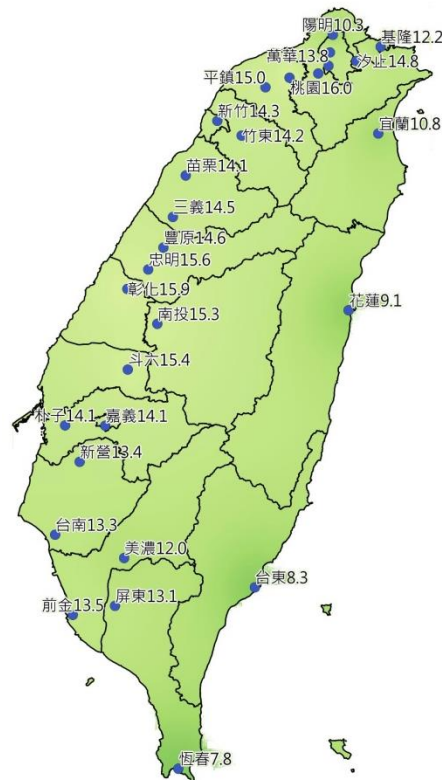 陽明10.3
基隆12.2
萬華13.8
汐止14.8
平鎮15.0
桃園16.0
新竹14.3
竹東14.2
宜蘭10.8
苗栗14.1
三義14.5
豐原14.6
忠明15.6
彰化15.9
花蓮9.1
南投15.3
斗六15.4
朴子14.1
嘉義14.1
新營13.4
台南13.3
美濃12.0
台東8.3
前金13.5
屏東13.1
恆春7.8